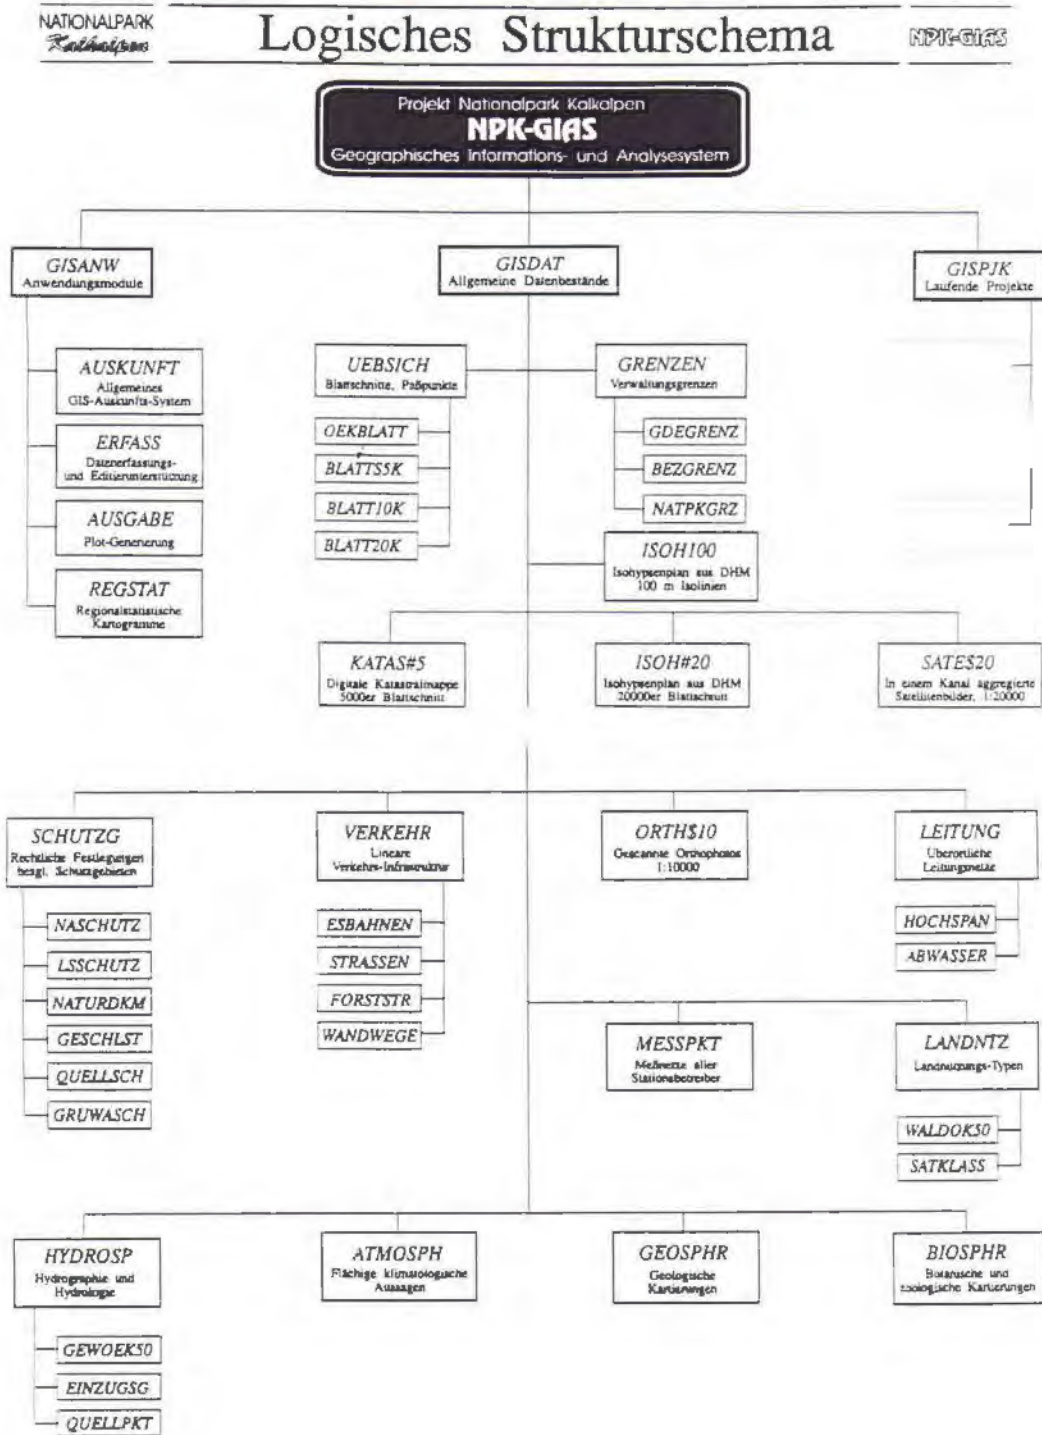 NATIONALPARK
Kalkalpen
Logisches Strukturschema
NPK-GIAS
Projekt Nationalpark Kalkalpen
NPK-GIAS
Geographisches Informations- und Analysesystem
GISANW
Anwendungsmodule
GISDAT
Allgemeine Datenbestände
GISPJK
Laufende Projekte
AUSKUNFT
Allgemeines
GIS-Auskunfts-System
ERFASS
Datenerfassungs-
und Editierunterstützung
AUSGABE
Plot-Generierung
REGSTAT
Regionalstatistische
Kartogramme
UEBSICH
Blattschnitte, Paßpunkte
OEKBLATT
BLATTS5K
BLATT10K
BLATT20K
GRENZEN
Verwaltungsgrenzen
GDEGRENZ
BEZGRENZ
NATPKGRZ
ISOH100
Isohypsenplan aus DHM
100 m Isolinien
KATAS#5
Digitale Katastralmappe
5000er Blattschnitt
ISOH#20
Isohypsenplan aus DHM
20000er Blattschnitt
SATE$20
In einem Kanal aggregierte
Satellitenbilder, 1:20000
SCHUTZG
Rechtliche Festlegungen
bezgl. Schutzgebieten
NASCHUTZ
LSSCHUTZ
NATURDKM
GESCHLST
QUELLSCH
GRUWASCH
VERKEHR
Lineare
Verkehrs-Infrastruktur
ESBAHNEN
STRASSEN
FORSTSTR
WANDWEGE
ORTH$10
Gescannte Orthophotos
1:10000
LEITUNG
Überörtliche
Leitungsnetze
HOCHSPAN
ABWASSER
MESSPKT
Meßnetze aller
Stationsbetreiber
LANDNTZ
Landnutzungs-Typen
WALDOK50
SATKLASS
HYDROSP
Hydrographie und
Hydrologie
GEWOEK50
EINZUGSG
QUELLPKT
ATMOSPH
Flächige klimatologische
Aussagen
GEOSPHR
Geologische
Kartierungen
BIOSPHR
Botanische und
zoologische Kartierungen